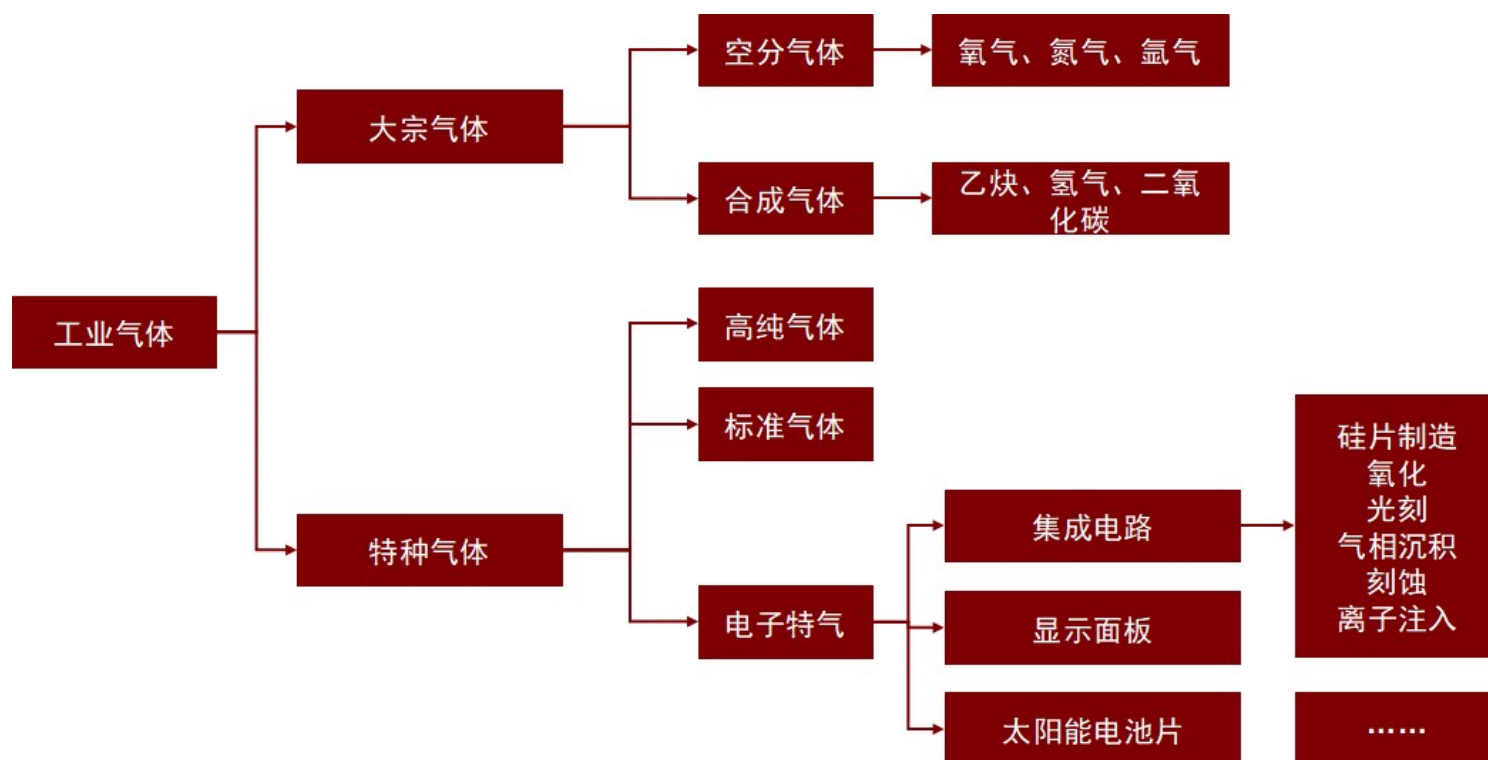 空分气体
氧气、氮气、氩气
大宗气体
合成气体
乙炔、氢气、二氧
化碳
工业气体
高纯气体
标准气体
特种气体
电子特气
集成电路
显示面板
太阳能电池片
硅片制造
氧化
光刻
气相沉积
刻蚀
离子注入
……